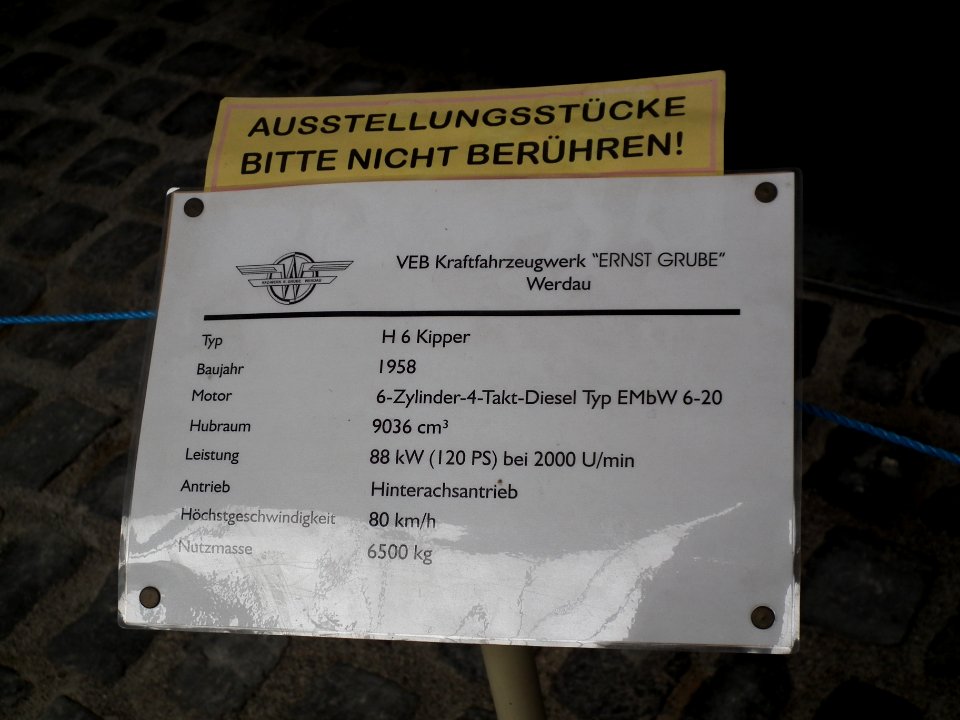 AUSSTELLUNGSSTÜCKE
BITTE NICHT BERÜHREN!
VEB Kraftfahrzeugwerk "ERNST GRUBE"
Werdau
Typ H 6 Kipper
Baujahr 1958
Motor 6-Zylinder-4-Takt-Diesel Typ EMbW 6-20
Hubraum 9036 cm³
Leistung 88 kW (120 PS) bei 2000 U/min
Antrieb Hinterachsantrieb
Höchstgeschwindigkeit 80 km/h
Nutzmasse 6500 kg